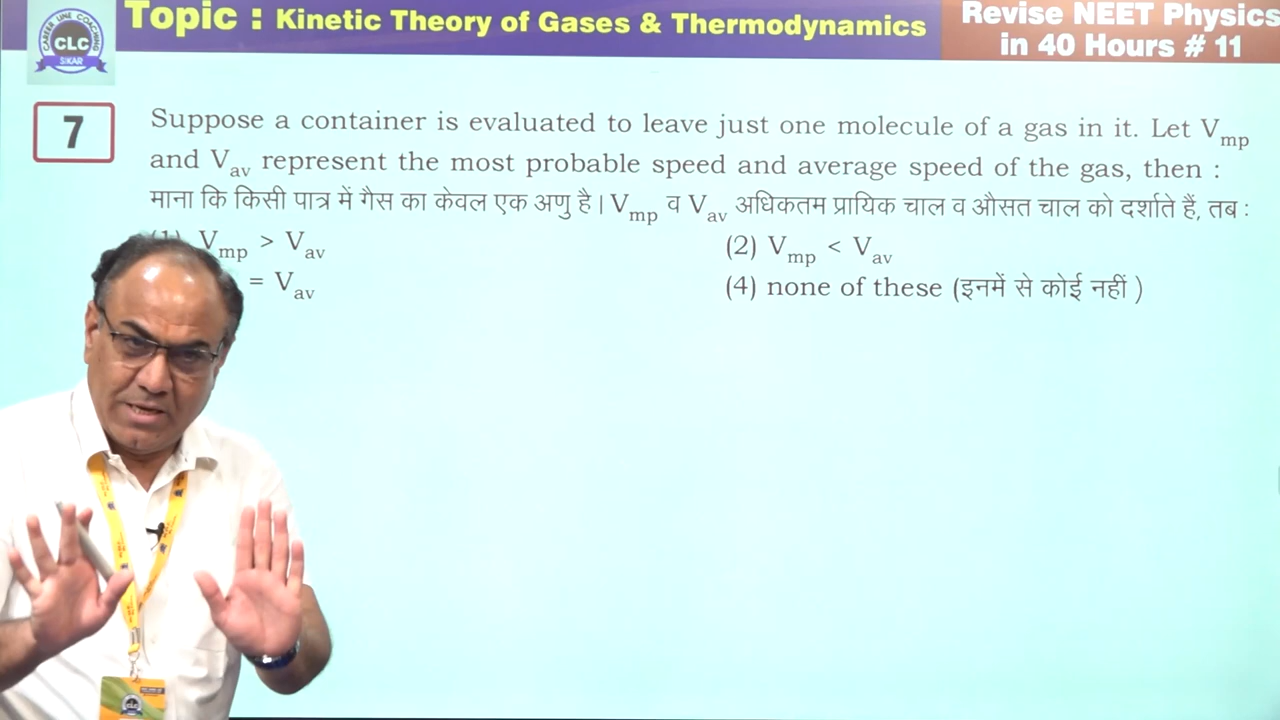 Topic : Kinetic Theory of Gases & Thermodynamics
Revise NEET Physics
in 40 Hours # 11
CAREER LINE COACHING
CLC
SIKAR
7
Suppose a container is evaluated to leave just one molecule of a gas in it. Let Vmp
and Vav represent the most probable speed and average speed of the gas, then :
माना कि किसी पात्र में गैस का केवल एक अणु है। Vmp व Vav अधिकतम प्रायिक चाल व औसत चाल को दर्शाते हैं, तब :
(1) Vmp > Vav
(2) Vmp < Vav
= Vav
(4) none of these (इनमें से कोई नहीं )
CLC